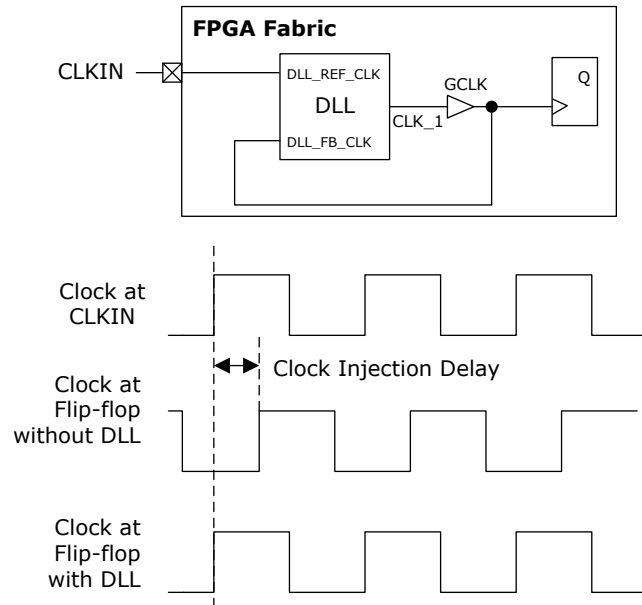 FPGA Fabric
CLKIN
DLL_REF_CLK
DLL
DLL_FB_CLK
CLK_1
GCLK
Q
Clock at
CLKIN
Clock Injection Delay
Clock at
Flip-flop
without DLL
Clock at
Flip-flop
with DLL